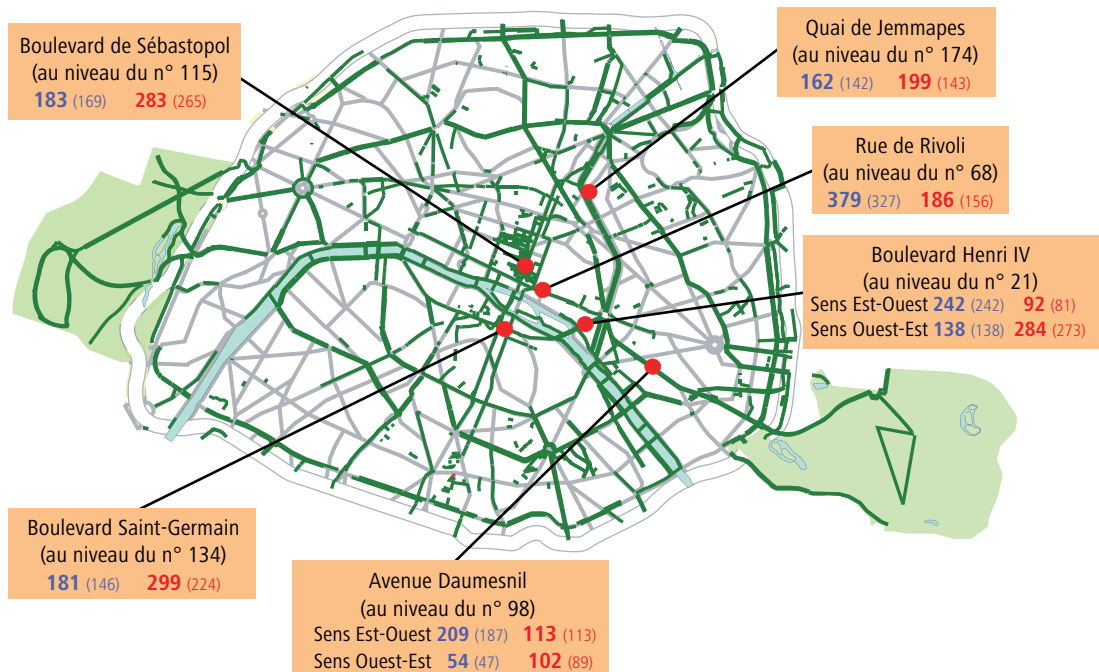 Boulevard de Sébastopol
(au niveau du n° 115)
183 (169) 283 (265)
Quai de Jemmapes
(au niveau du n° 174)
162 (142) 199 (143)
Rue de Rivoli
(au niveau du n° 68)
379 (327) 186 (156)
Boulevard Henri IV
(au niveau du n° 21)
Sens Est-Ouest 242 (242) 92 (81)
Sens Ouest-Est 138 (138) 284 (273)
Boulevard Saint-Germain
(au niveau du n° 134)
181 (146) 299 (224)
Avenue Daumesnil
(au niveau du n° 98)
Sens Est-Ouest 209 (187) 113 (113)
Sens Ouest-Est 54 (47) 102 (89)